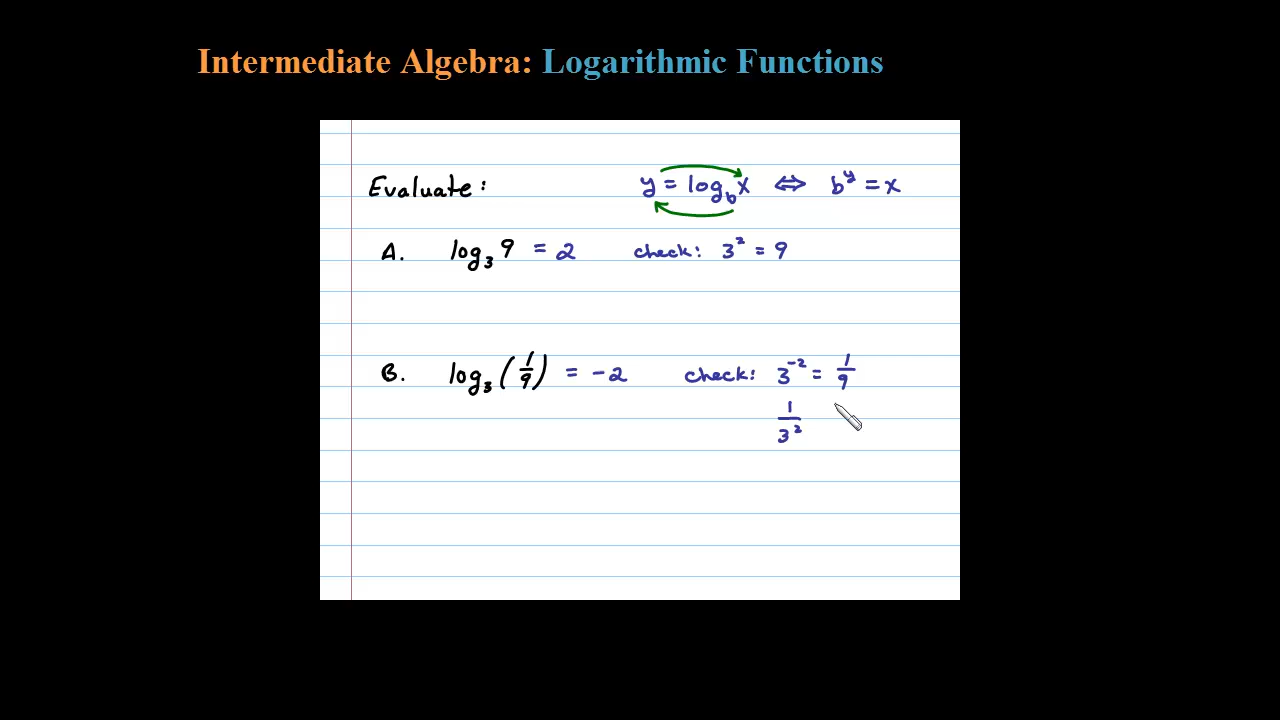 Intermediate Algebra: Logarithmic Functions
Evaluate: y = log_b x ⇔ b^y = x
A. log_3 9 = 2 check: 3^2 = 9
B. log_3 (1/9) = -2 check: 3^-2 = 1/9
1/3^2